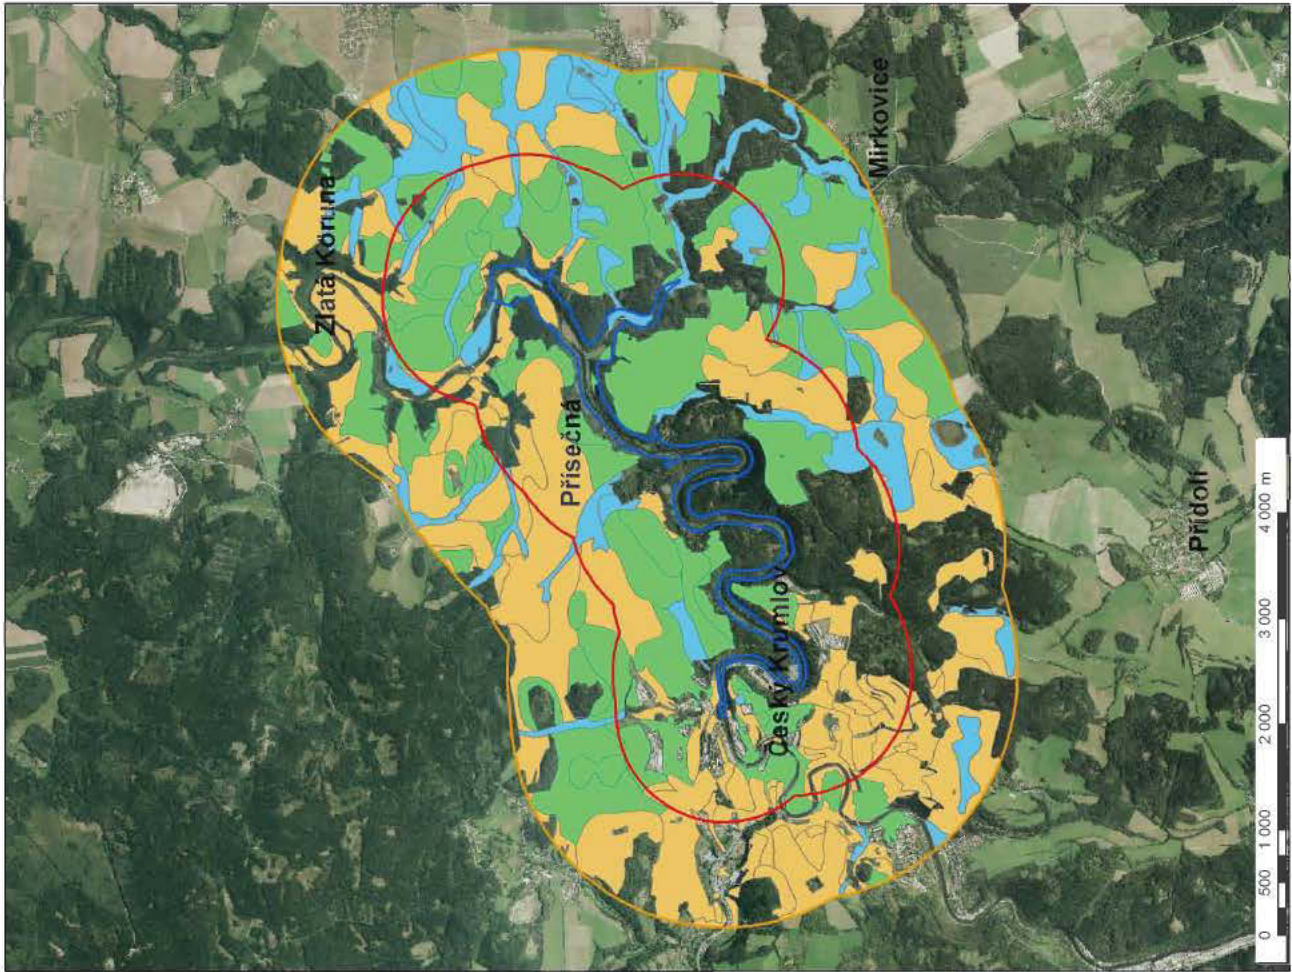 Zlatá Koruna
Mirkovice
Přísečná
Český Krumlov
Přídolí
0 500 1 000 2 000 3 000 4 000 m